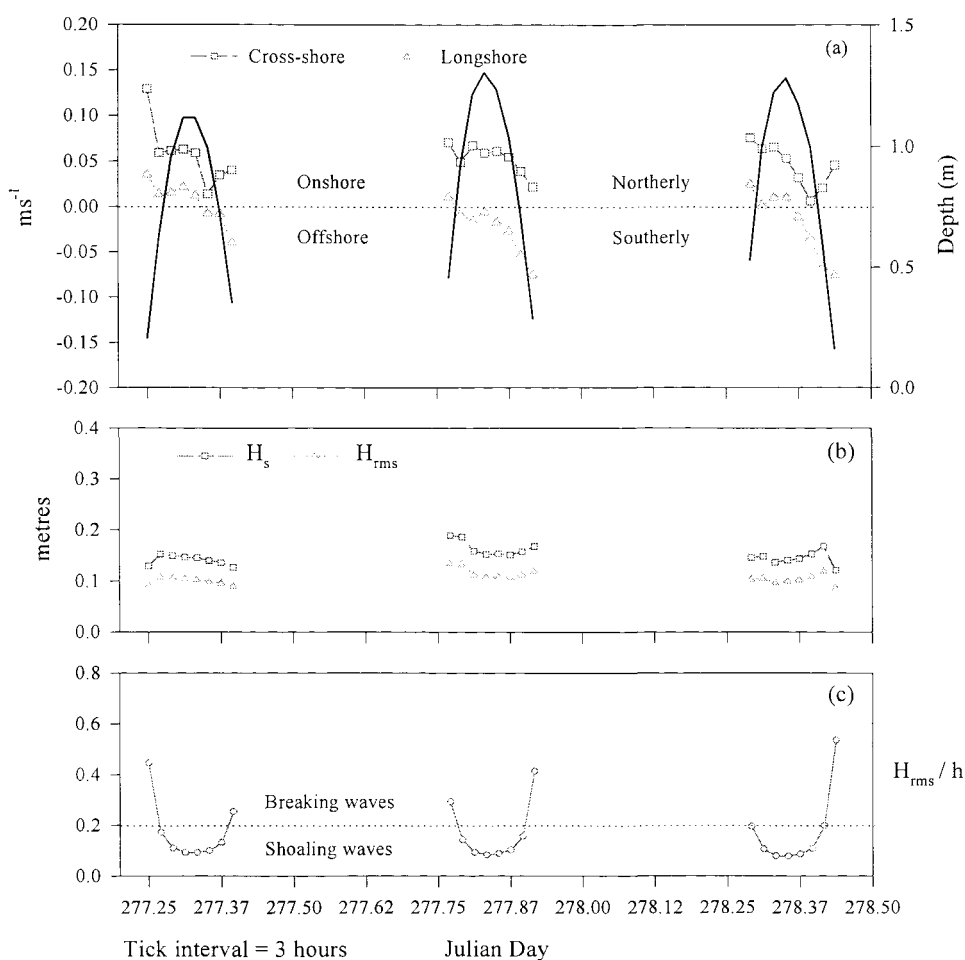 0.20
0.15
0.10
0.05
0.00
-0.05
-0.10
-0.15
-0.20
ms⁻¹
Cross-shore
Longshore
(a)
Onshore
Offshore
Northerly
Southerly
1.5
1.0
0.5
0.0
Depth (m)
0.4
0.3
0.2
0.1
0.0
metres
Hs
Hrms
(b)
0.8
0.6
0.4
0.2
0.0
(c)
Breaking waves
Shoaling waves
Hrms / h
277.25 277.37 277.50 277.62 277.75 277.87 278.00 278.12 278.25 278.37 278.50
Tick interval = 3 hours
Julian Day